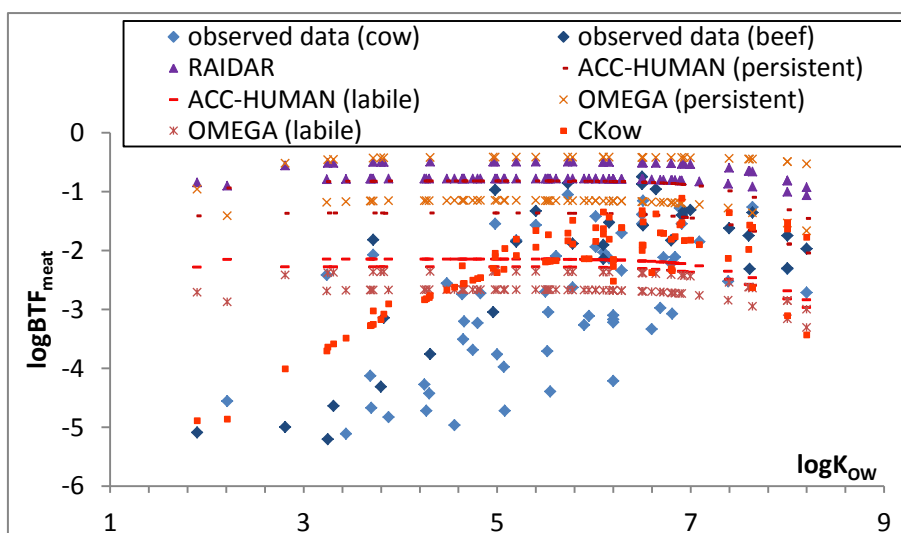 observed data (cow) observed data (beef)
RAIDAR ACC-HUMAN (persistent)
ACC-HUMAN (labile) OMEGA (persistent)
OMEGA (labile) CKow
0
-1
-2
-3
-4
-5
-6
logBTFmeat
logKOW
1 3 5 7 9